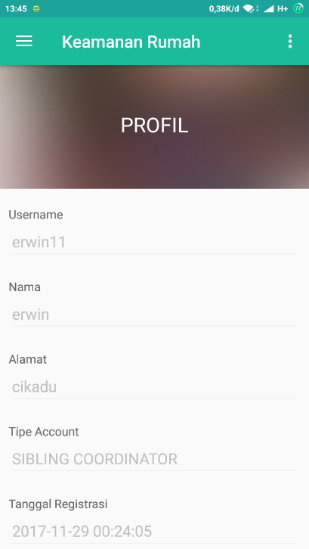 13:45 0,38K/d H+ 77
Keamanan Rumah
PROFIL
Username
erwin11
Nama
erwin
Alamat
cikadu
Tipe Account
SIBLING COORDINATOR
Tanggal Registrasi
2017-11-29 00:24:05